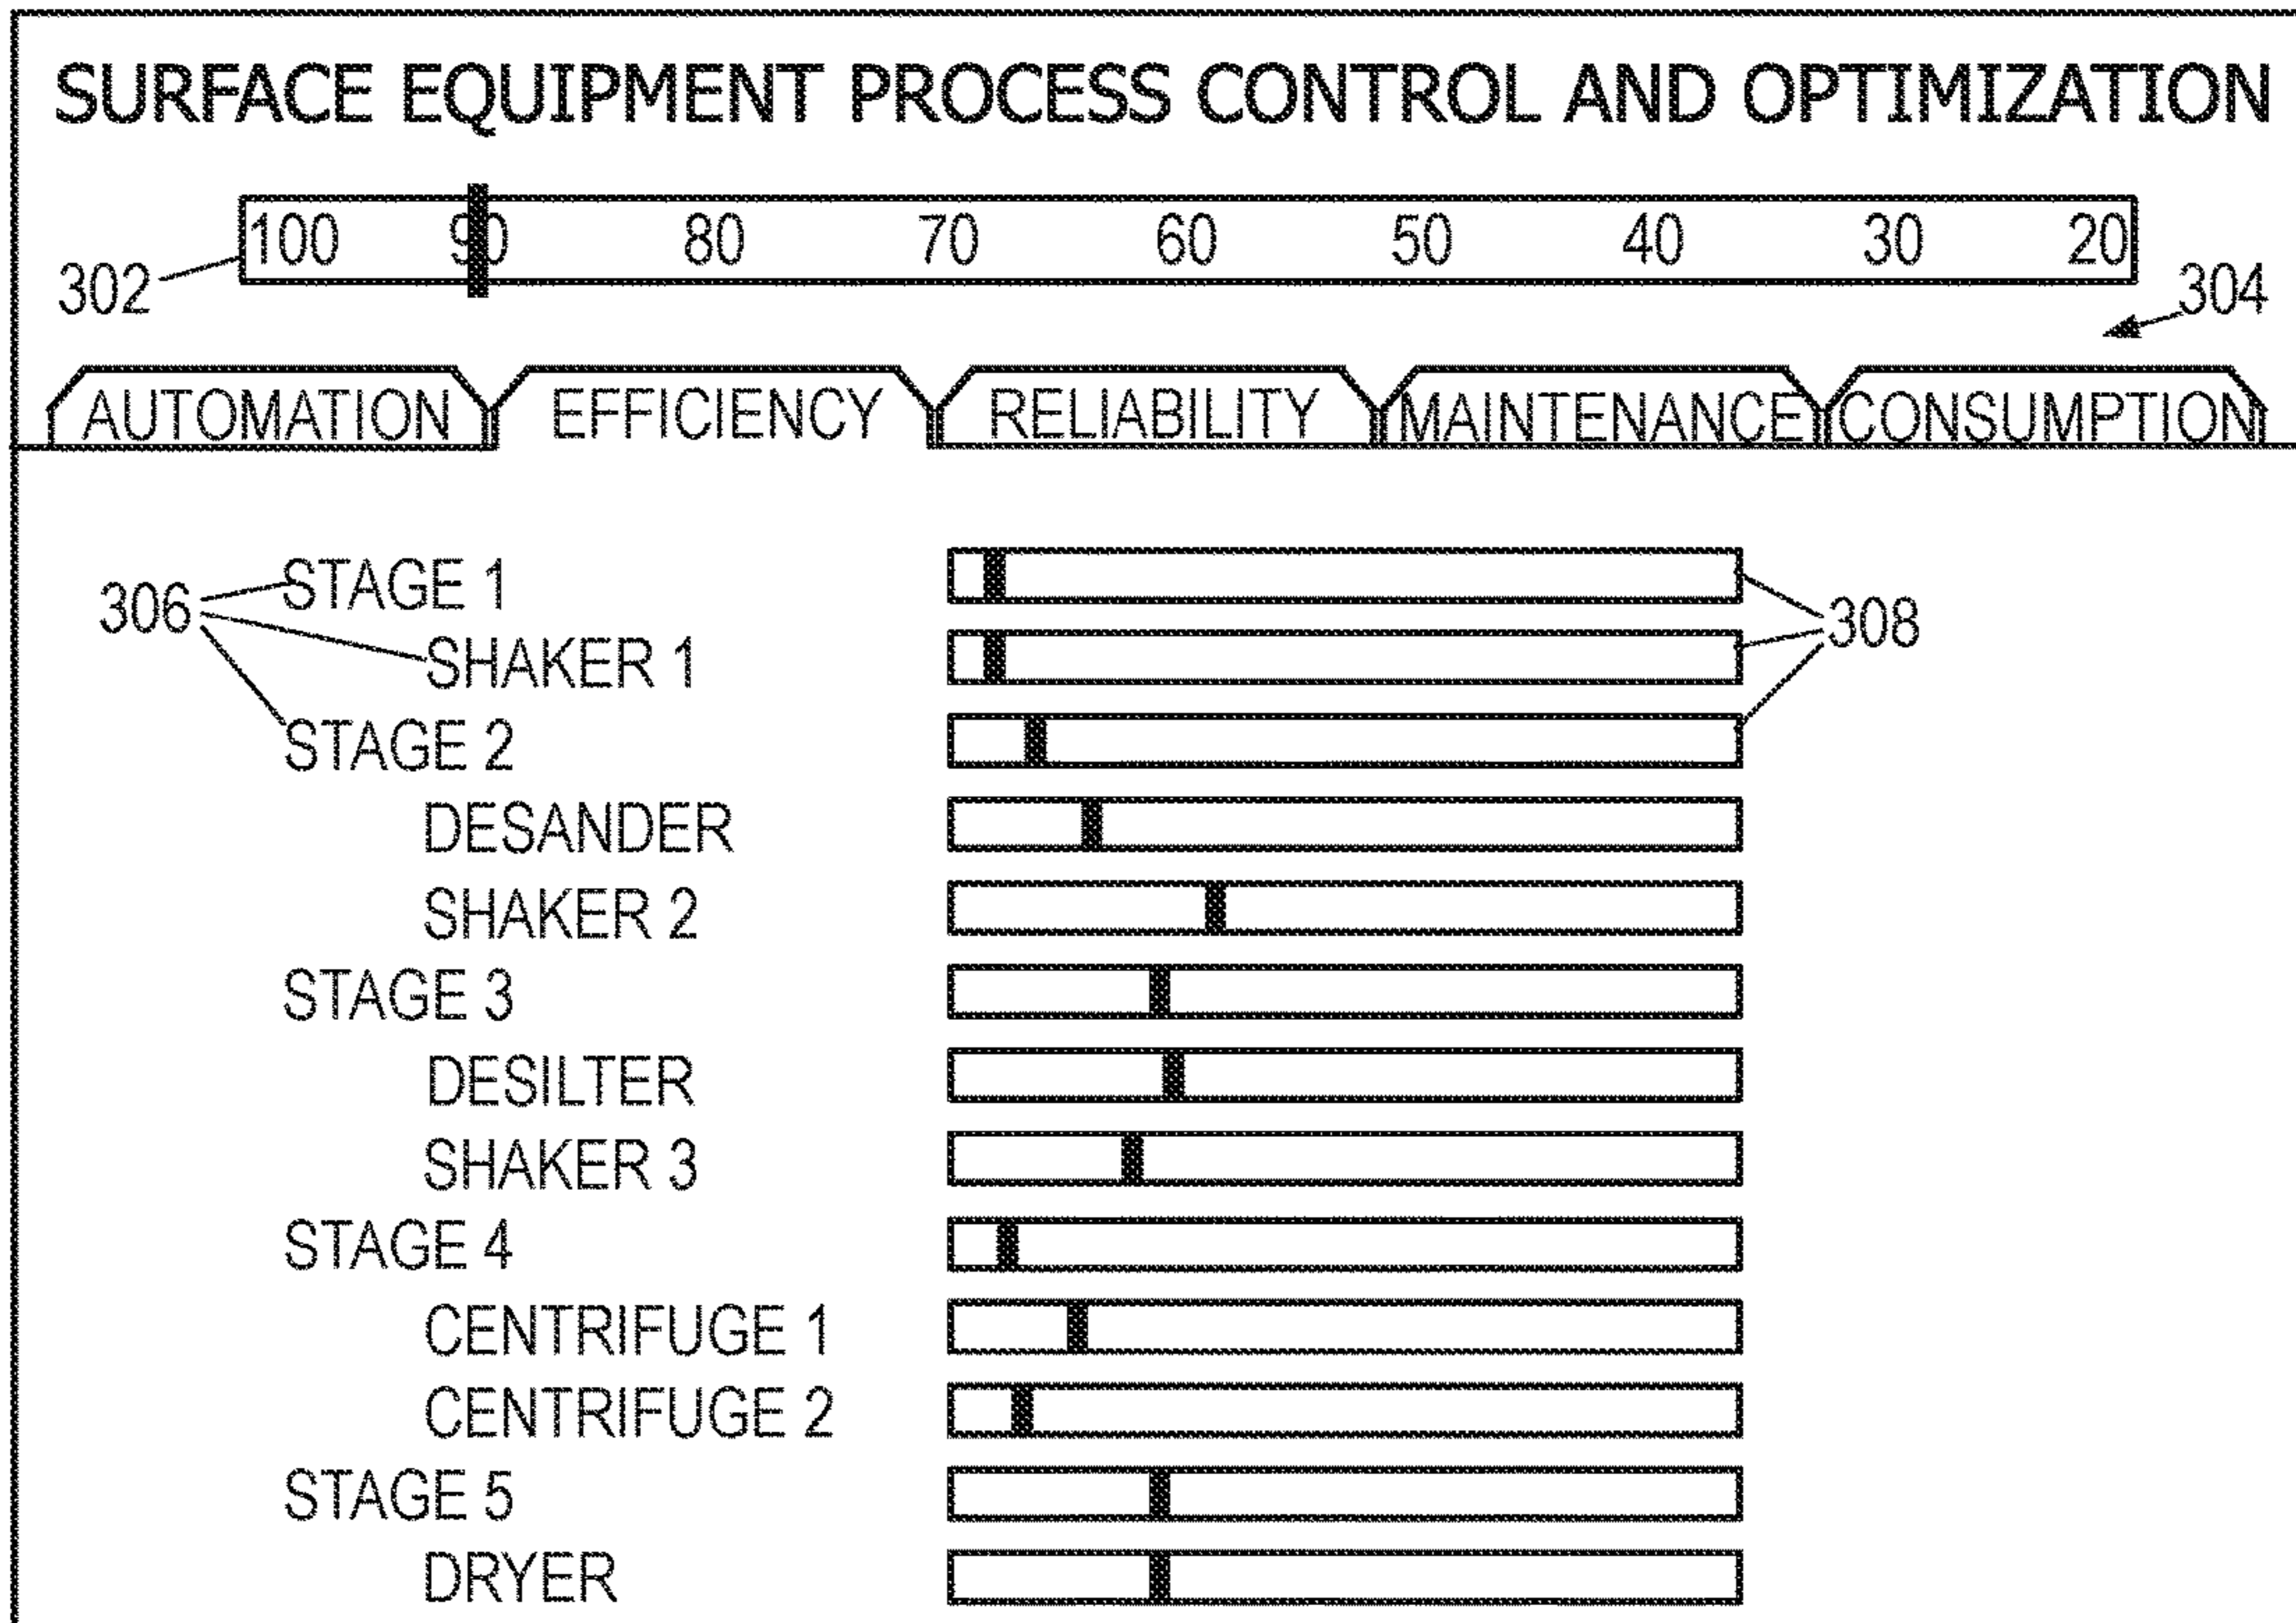 SURFACE EQUIPMENT PROCESS CONTROL AND OPTIMIZATION
100 90 80 70 60 50 40 30 20
302
304
AUTOMATION EFFICIENCY RELIABILITY MAINTENANCE CONSUMPTION
STAGE 1
306
308
SHAKER 1
STAGE 2
DESANDER
SHAKER 2
STAGE 3
DESILTER
SHAKER 3
STAGE 4
CENTRIFUGE 1
CENTRIFUGE 2
STAGE 5
DRYER